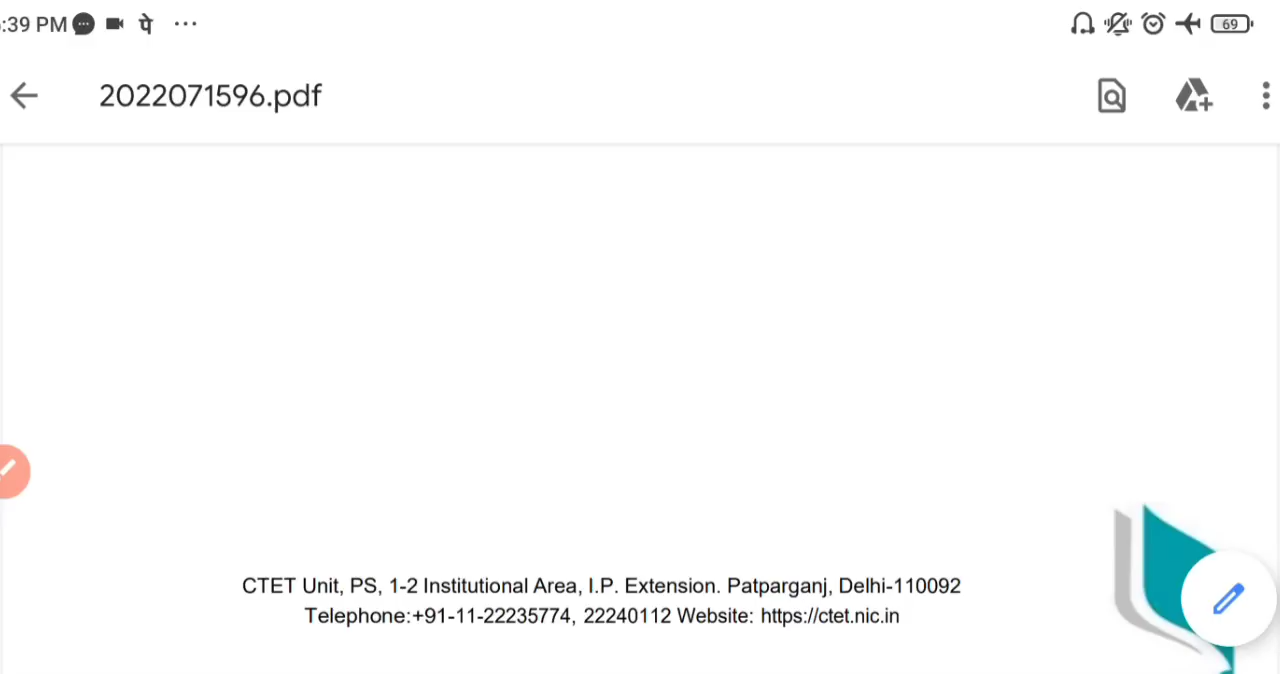 :39 PM पे ...
69
2022071596.pdf
CTET Unit, PS, 1-2 Institutional Area, I.P. Extension. Patparganj, Delhi-110092
Telephone:+91-11-22235774, 22240112 Website: https://ctet.nic.in